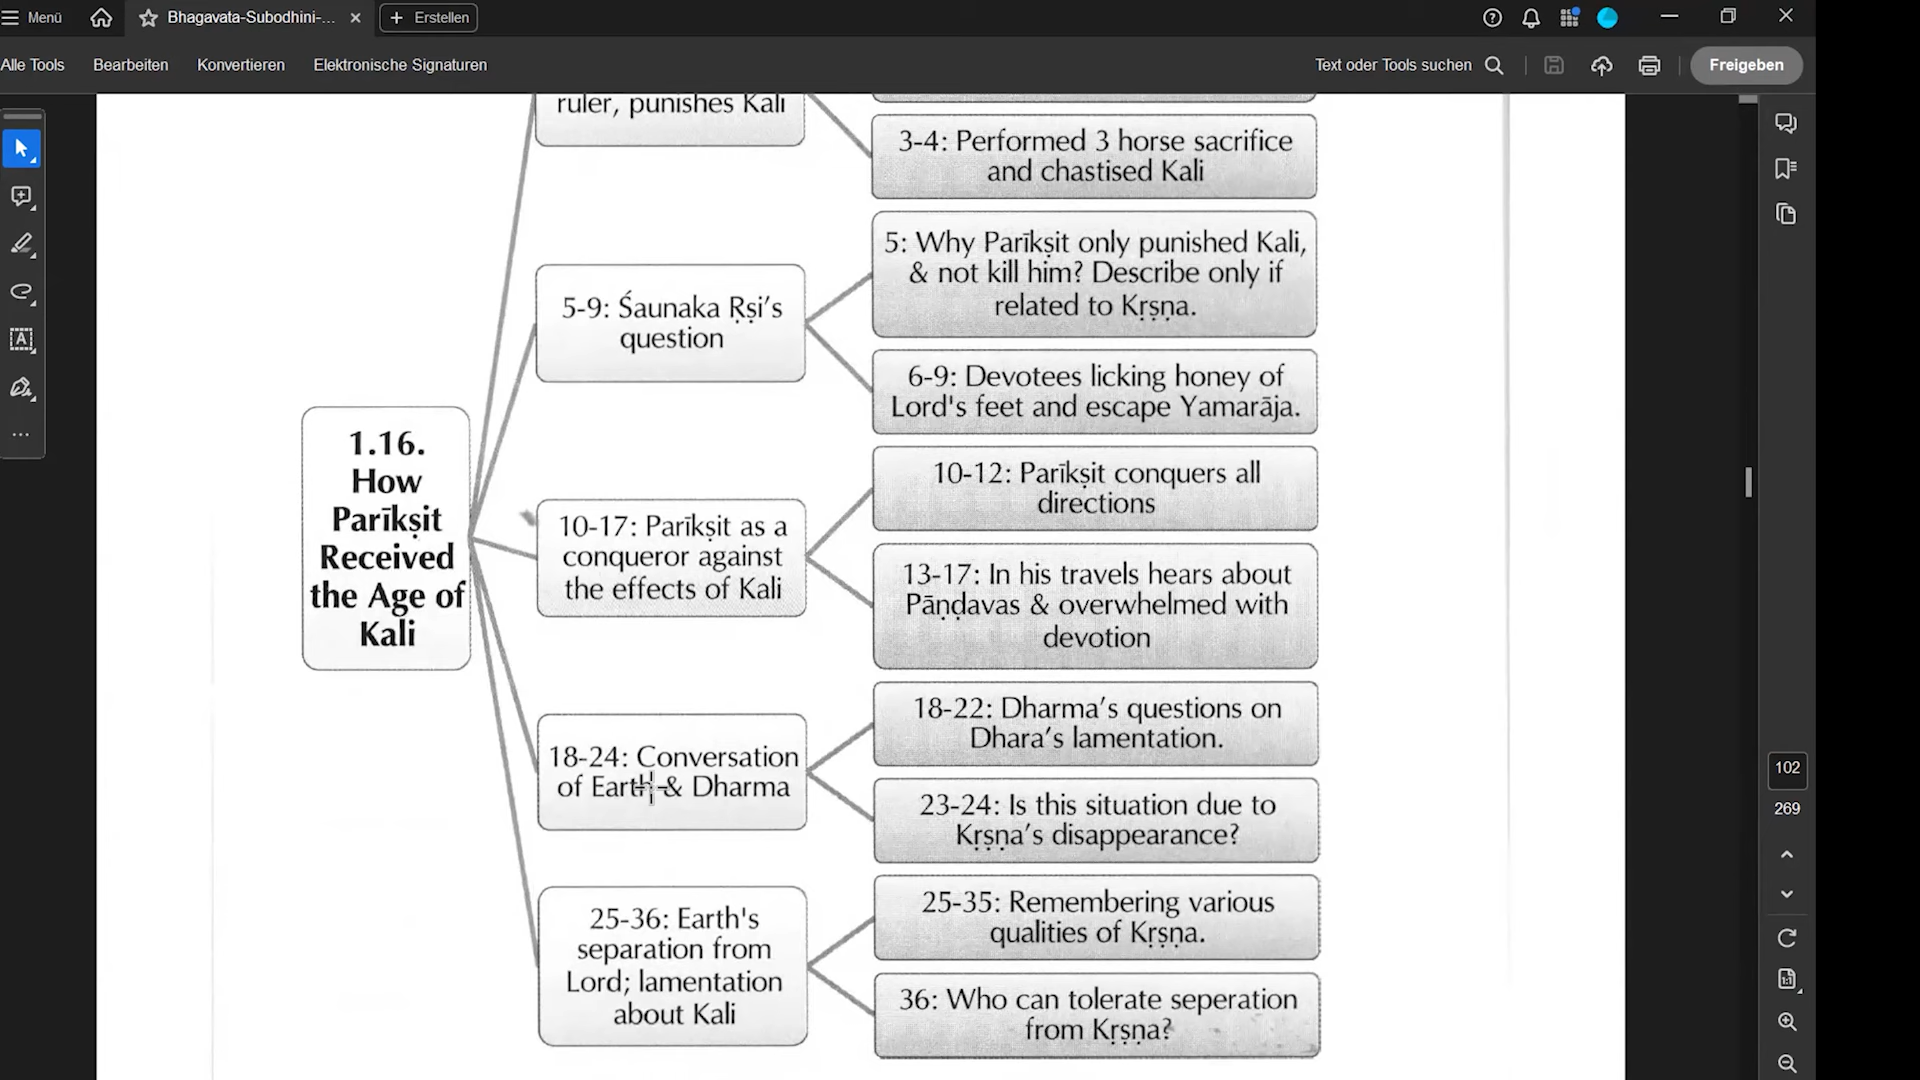 Menü
Bhagavata-Subodhini-...
Erstellen
Alle Tools
Bearbeiten
Konvertieren
Elektronische Signaturen
Text oder Tools suchen
Freigeben
ruler, punishes Kali
3-4: Performed 3 horse sacrifice
and chastised Kali
5-9: Śaunaka Ṛṣi's
question
5: Why Parīkṣit only punished Kali,
& not kill him? Describe only if
related to Kṛṣṇa.
6-9: Devotees licking honey of
Lord's feet and escape Yamarāja.
1.16.
How
Parīkṣit
Received
the Age of
Kali
10-17: Parīkṣit as a
conqueror against
the effects of Kali
10-12: Parīkṣit conquers all
directions
13-17: In his travels hears about
Pāṇḍavas & overwhelmed with
devotion
18-24: Conversation
of Earth & Dharma
18-22: Dharma's questions on
Dhara's lamentation.
23-24: Is this situation due to
Kṛṣṇa's disappearance?
25-36: Earth's
separation from
Lord; lamentation
about Kali
25-35: Remembering various
qualities of Kṛṣṇa.
36: Who can tolerate seperation
from Kṛṣṇa?
102
269